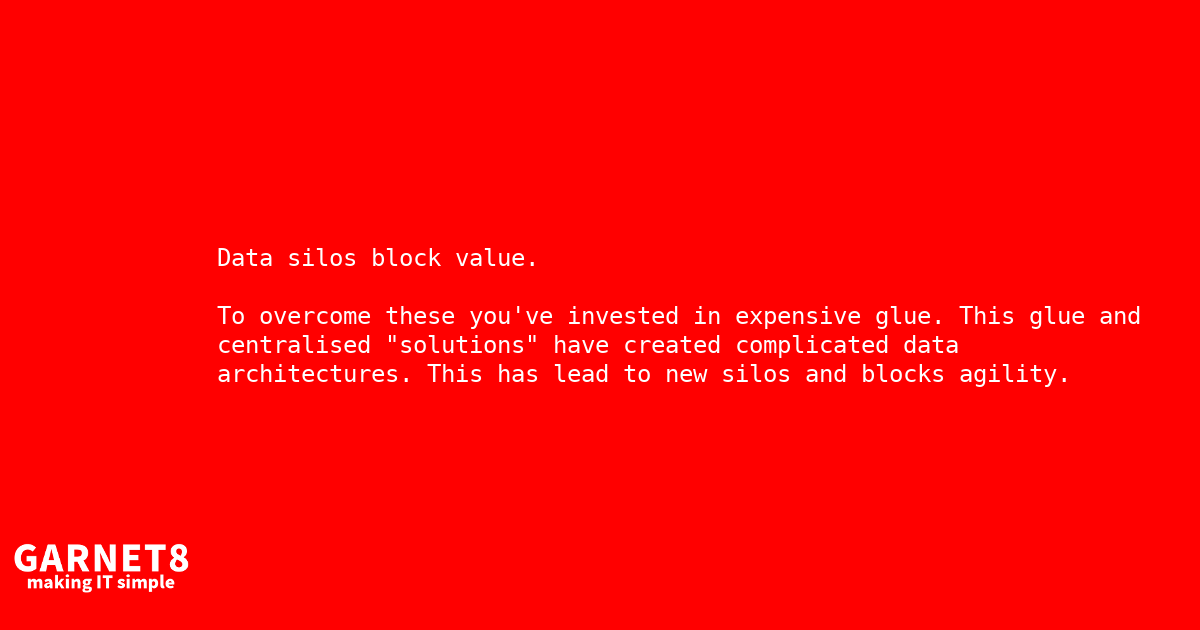 Data silos block value.
To overcome these you've invested in expensive glue. This glue and
centralised "solutions" have created complicated data
architectures. This has lead to new silos and blocks agility.
GARNET8
making IT simple